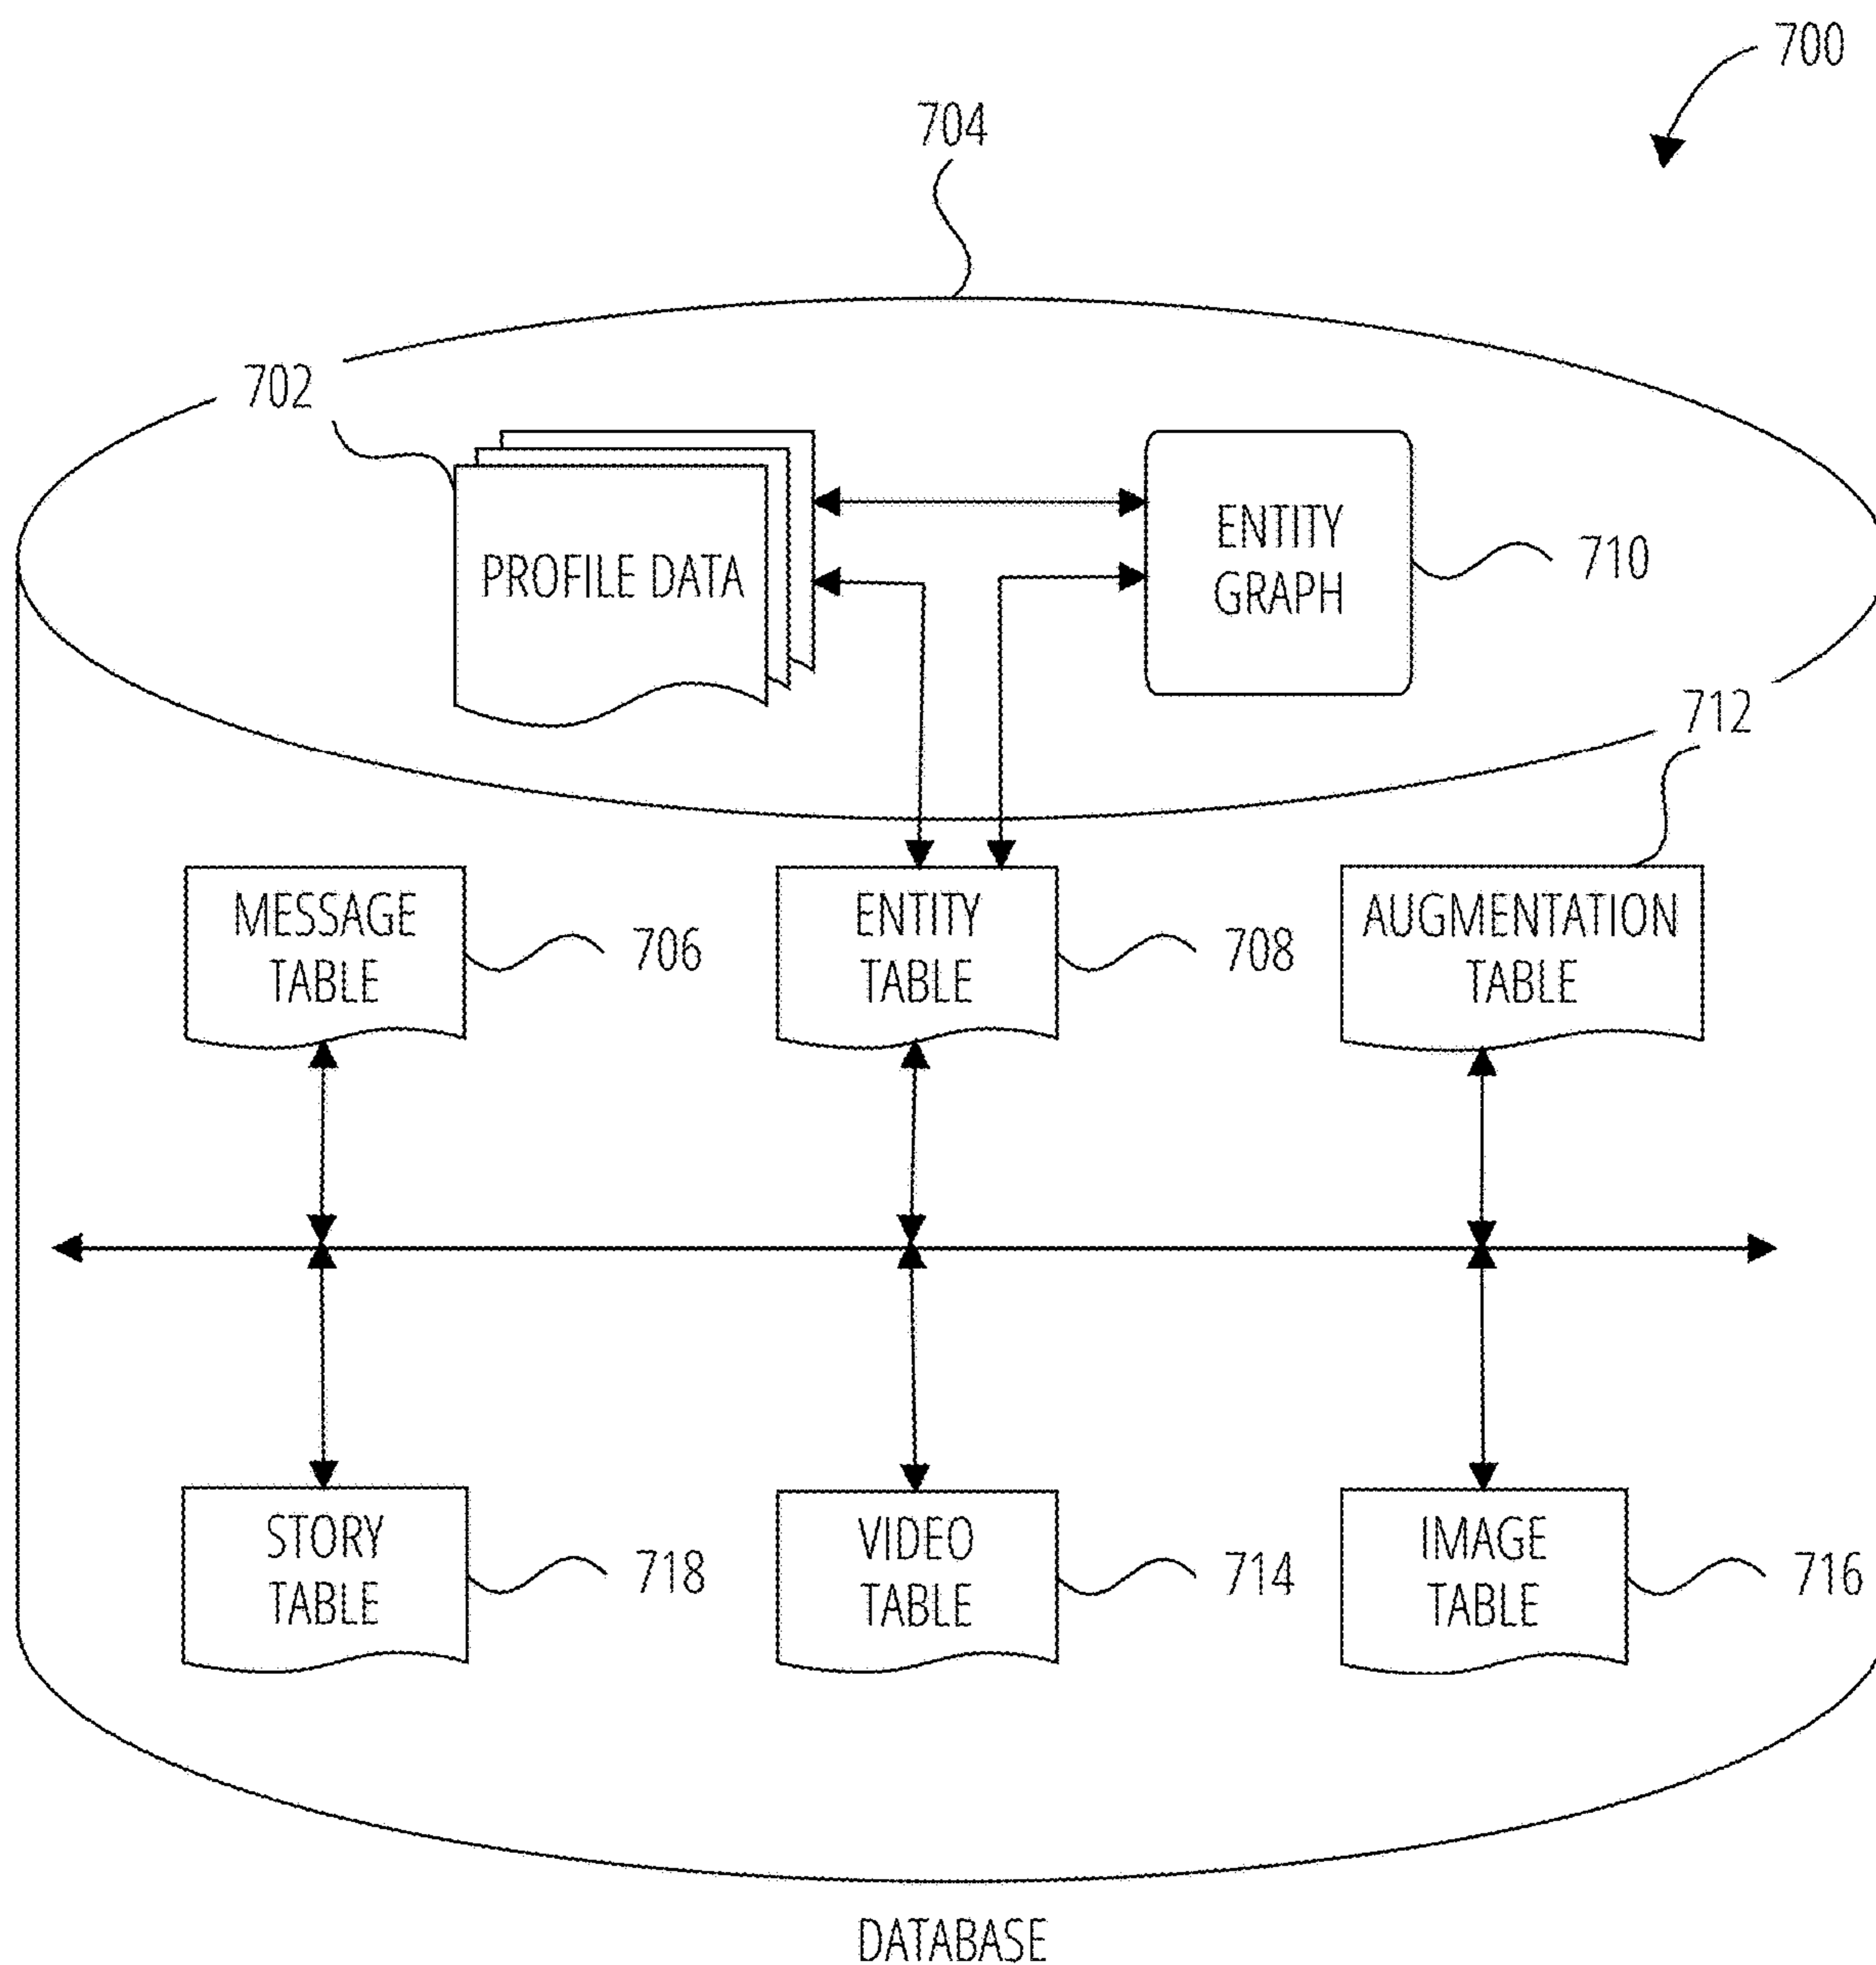 700
704
702
PROFILE DATA
ENTITY
GRAPH
710
712
MESSAGE
TABLE
706
ENTITY
TABLE
708
AUGMENTATION
TABLE
STORY
TABLE
718
VIDEO
TABLE
714
IMAGE
TABLE
716
DATABASE